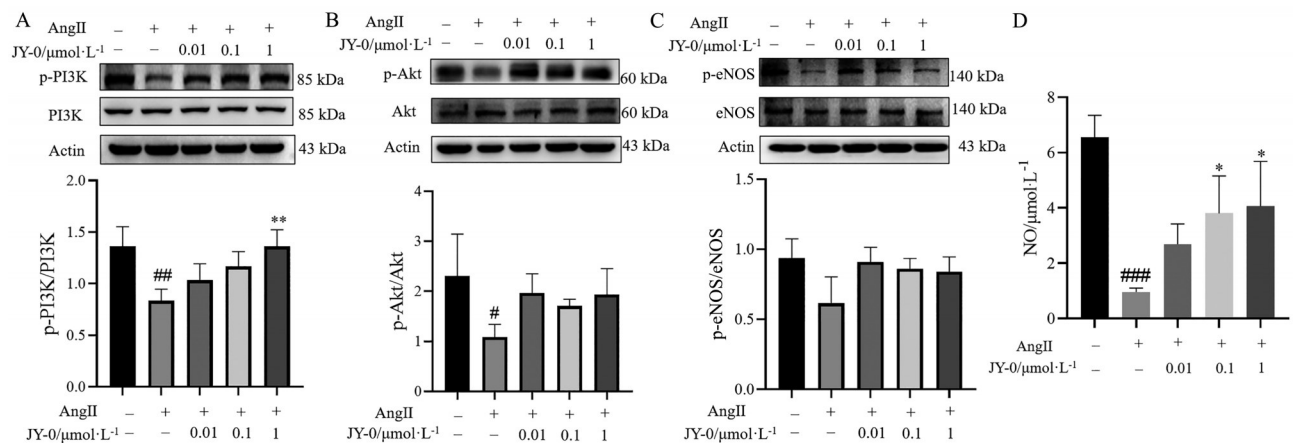 A
AngII – + + + +
JY-0/μmol·L⁻¹ – – 0.01 0.1 1
p-PI3K 85 kDa
PI3K 85 kDa
Actin 43 kDa
p-PI3K/PI3K
2.0
1.5
1.0
0.5
0.0
##
**
AngII – + + + +
JY-0/μmol·L⁻¹ – – 0.01 0.1 1
B
AngII – + + + +
JY-0/μmol·L⁻¹ – – 0.01 0.1 1
p-Akt 60 kDa
Akt 60 kDa
Actin 43 kDa
p-Akt/Akt
4
3
2
1
0
#
AngII – + + + +
JY-0/μmol·L⁻¹ – – 0.01 0.1 1
C
AngII – + + + +
JY-0/μmol·L⁻¹ – – 0.01 0.1 1
p-eNOS 140 kDa
eNOS 140 kDa
Actin 43 kDa
p-eNOS/eNOS
1.5
1.0
0.5
0.0
AngII – + + + +
JY-0/μmol·L⁻¹ – – 0.01 0.1 1
D
NO/μmol·L⁻¹
8
6
4
2
0
###
*
*
AngII – + + + +
JY-0/μmol·L⁻¹ – – 0.01 0.1 1